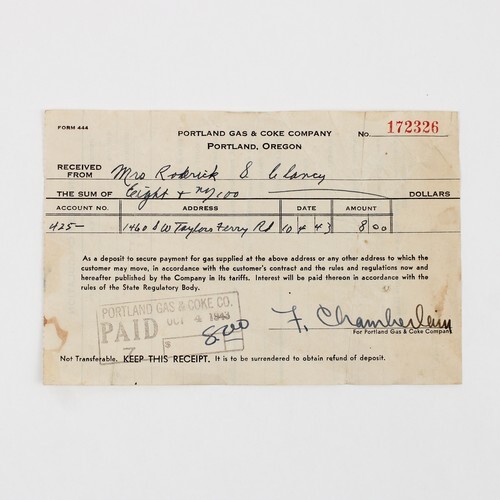 FORM 444
PORTLAND GAS & COKE COMPANY
PORTLAND, OREGON
No. 172326
RECEIVED FROM Mrs Roderick S Clancy
THE SUM OF Eight & no/100 DOLLARS
ACCOUNT NO. ADDRESS DATE AMOUNT
425— 1460 S W Taylors Ferry Rd 10 4 43 8 00
As a deposit to secure payment for gas supplied at the above address or any other address to which the
customer may move, in accordance with the customer's contract and the rules and regulations now and
hereafter published by the Company in its tariffs. Interest will be paid thereon in accordance with the
rules of the State Regulatory Body.
PORTLAND GAS & COKE CO.
PAID OCT 4 1943
$ 8.00
7
F. Chamberlain
For Portland Gas & Coke Company
Not Transferable. KEEP THIS RECEIPT. It is to be surrendered to obtain refund of deposit.